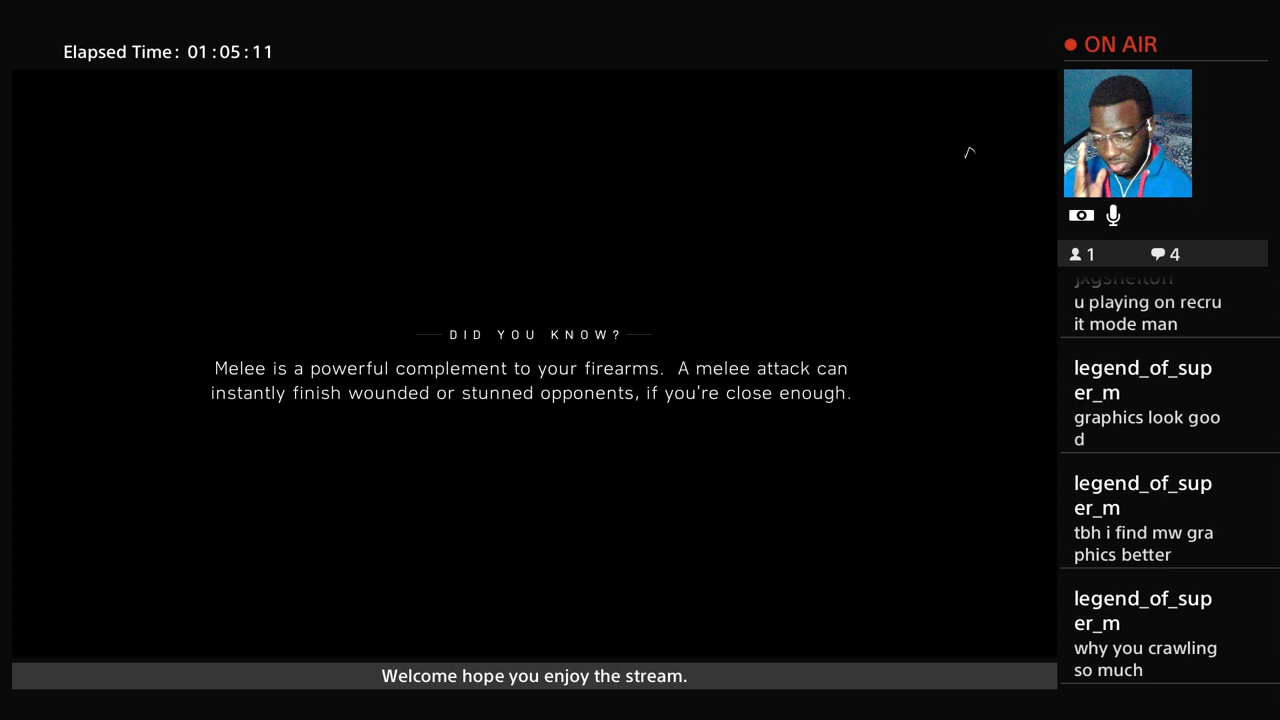 Elapsed Time: 01:05:11
ON AIR
1
4
jxgshelton
u playing on recru
it mode man
legend_of_sup
er_m
graphics look goo
d
legend_of_sup
er_m
tbh i find mw gra
phics better
legend_of_sup
er_m
why you crawling
so much
DID YOU KNOW?
Melee is a powerful complement to your firearms. A melee attack can
instantly finish wounded or stunned opponents, if you're close enough.
Welcome hope you enjoy the stream.